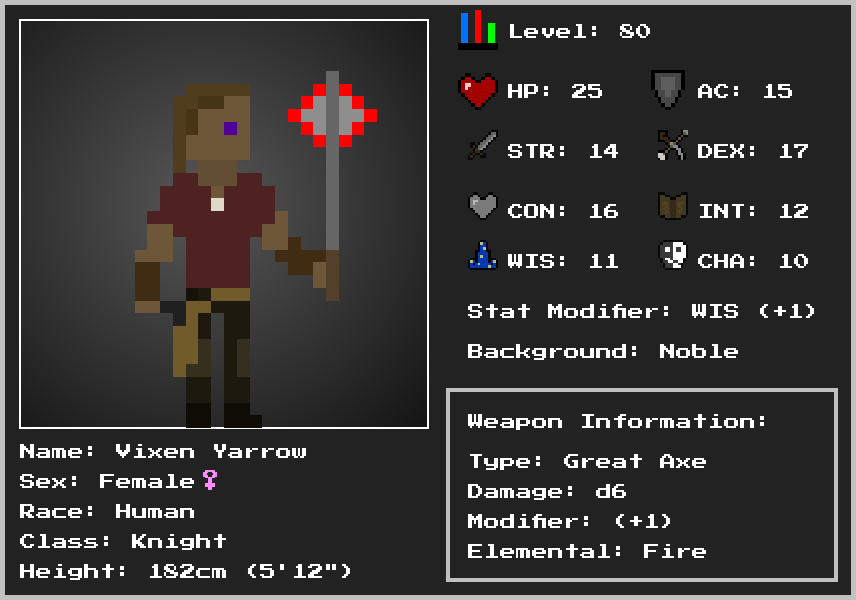 Level: 80
HP: 25
AC: 15
STR: 14
DEX: 17
CON: 16
INT: 12
WIS: 11
CHA: 10
Stat Modifier: WIS (+1)
Background: Noble
Weapon Information:
Type: Great Axe
Damage: d6
Modifier: (+1)
Elemental: Fire
Name: Vixen Yarrow
Sex: Female♀
Race: Human
Class: Knight
Height: 182cm (5'12")